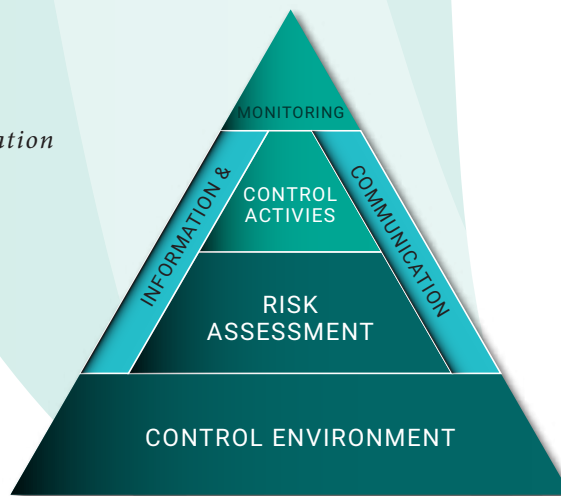 MONITORING
ation
INFORMATION &
COMMUNICATION
CONTROL
ACTIVIES
RISK
ASSESSMENT
CONTROL ENVIRONMENT